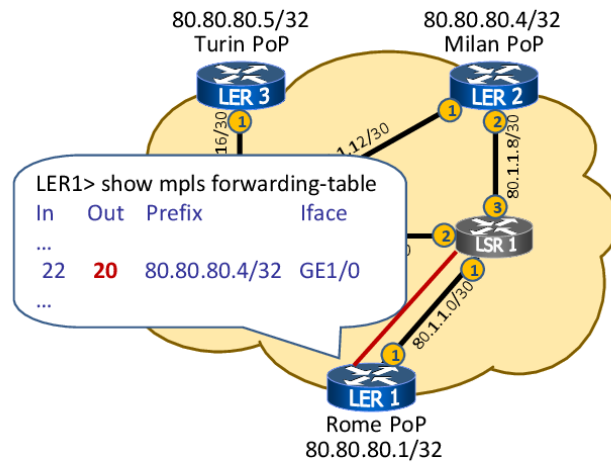 80.80.80.5/32
Turin PoP
80.80.80.4/32
Milan PoP
LER 3
LER 2
1
1
2
16/30
.1.12/30
80.1.1.8/30
LER1> show mpls forwarding-table
In Out Prefix Iface
...
22 20 80.80.80.4/32 GE1/0
...
3
2
LSR 1
1
80.1.1.0/30
1
LER 1
Rome PoP
80.80.80.1/32